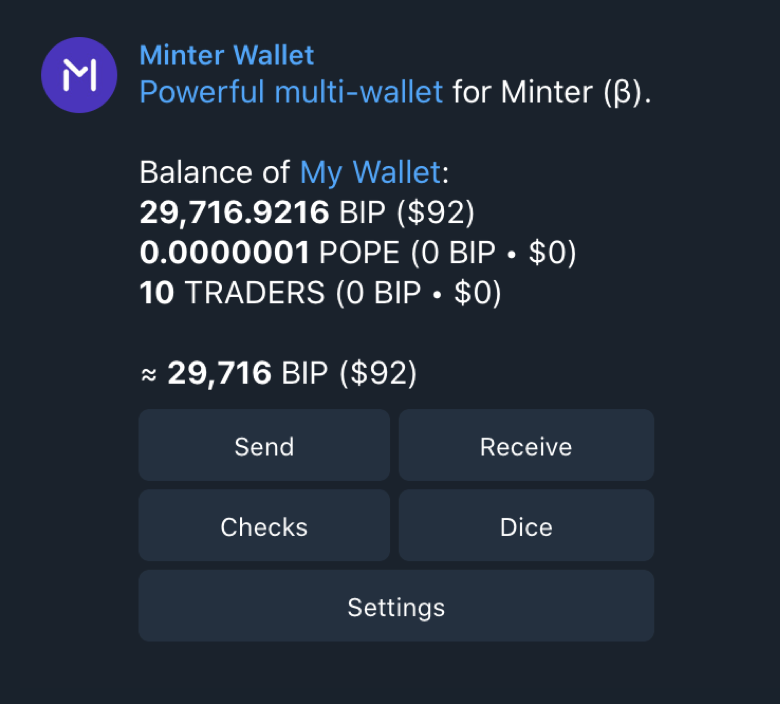 Minter Wallet
Powerful multi-wallet for Minter (β).
Balance of My Wallet:
29,716.9216 BIP ($92)
0.0000001 POPE (0 BIP • $0)
10 TRADERS (0 BIP • $0)
≈ 29,716 BIP ($92)
Send
Receive
Checks
Dice
Settings